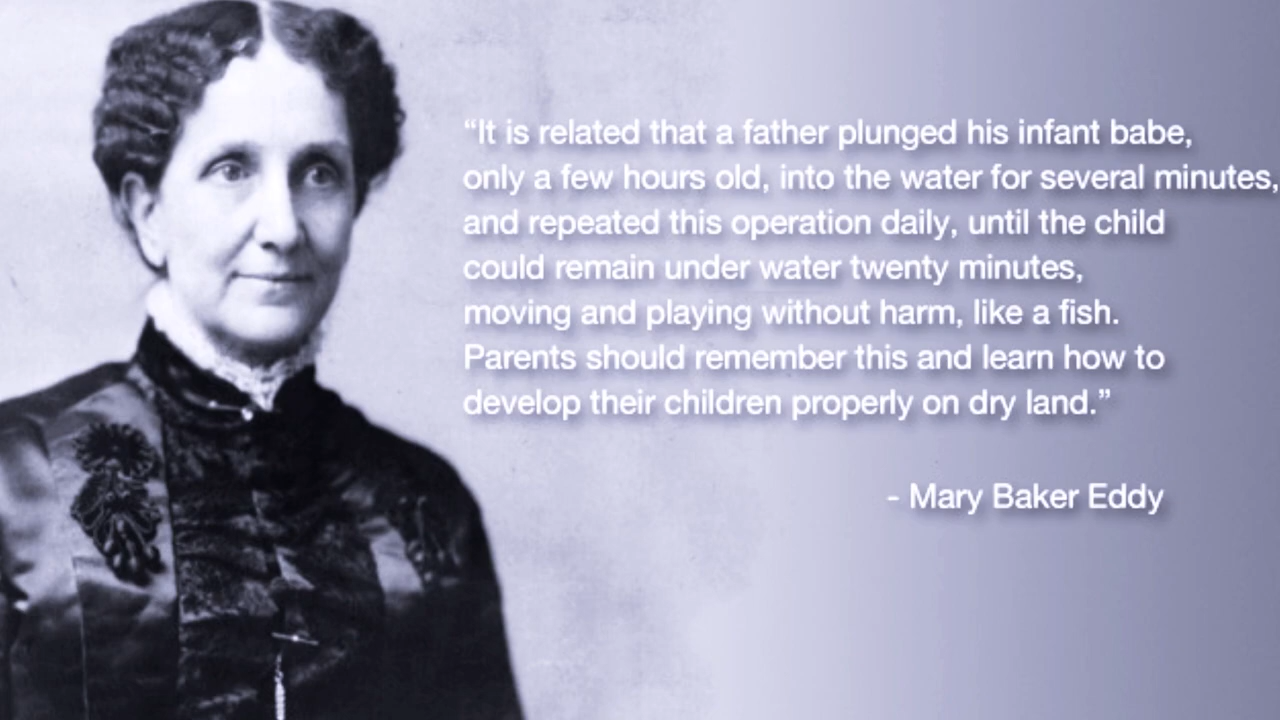 “It is related that a father plunged his infant babe,
only a few hours old, into the water for several minutes,
and repeated this operation daily, until the child
could remain under water twenty minutes,
moving and playing without harm, like a fish.
Parents should remember this and learn how to
develop their children properly on dry land.”
- Mary Baker Eddy